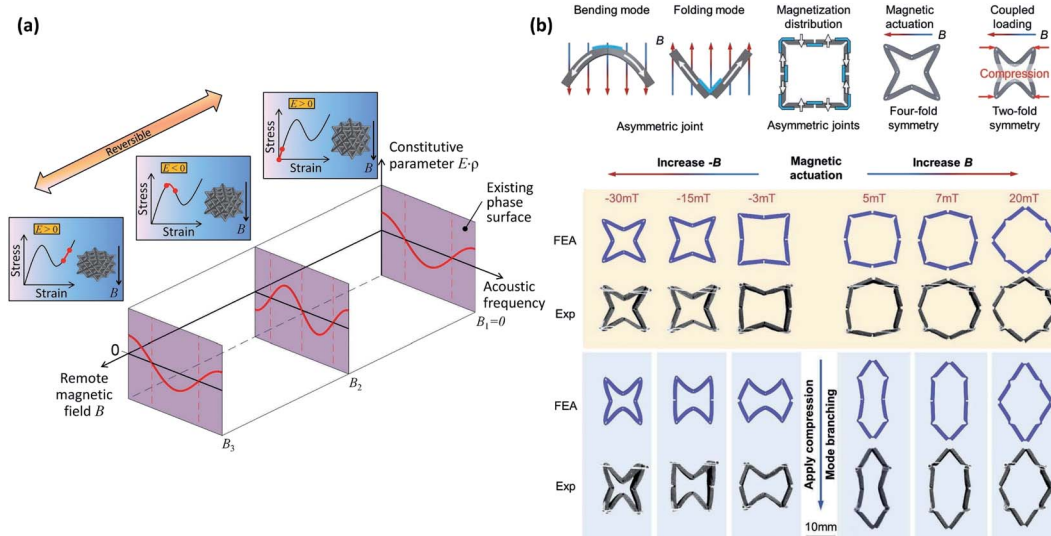 (a)
Reversible
E > 0
Stress
Strain
B
E < 0
Stress
Strain
B
E > 0
Stress
Strain
B
Constitutive
parameter E·ρ
Existing
phase surface
Acoustic
frequency
B₁=0
B₂
B₃
0
Remote
magnetic
field B
(b)
Bending mode
Folding mode
B
Asymmetric joint
Magnetization
distribution
Asymmetric joints
Magnetic
actuation
B
Four-fold
symmetry
Coupled
loading
B
Compression
Two-fold
symmetry
Increase -B
Magnetic
actuation
Increase B
-30mT
-15mT
-3mT
5mT
7mT
20mT
FEA
Exp
FEA
Exp
Apply compression
Mode branching
10mm